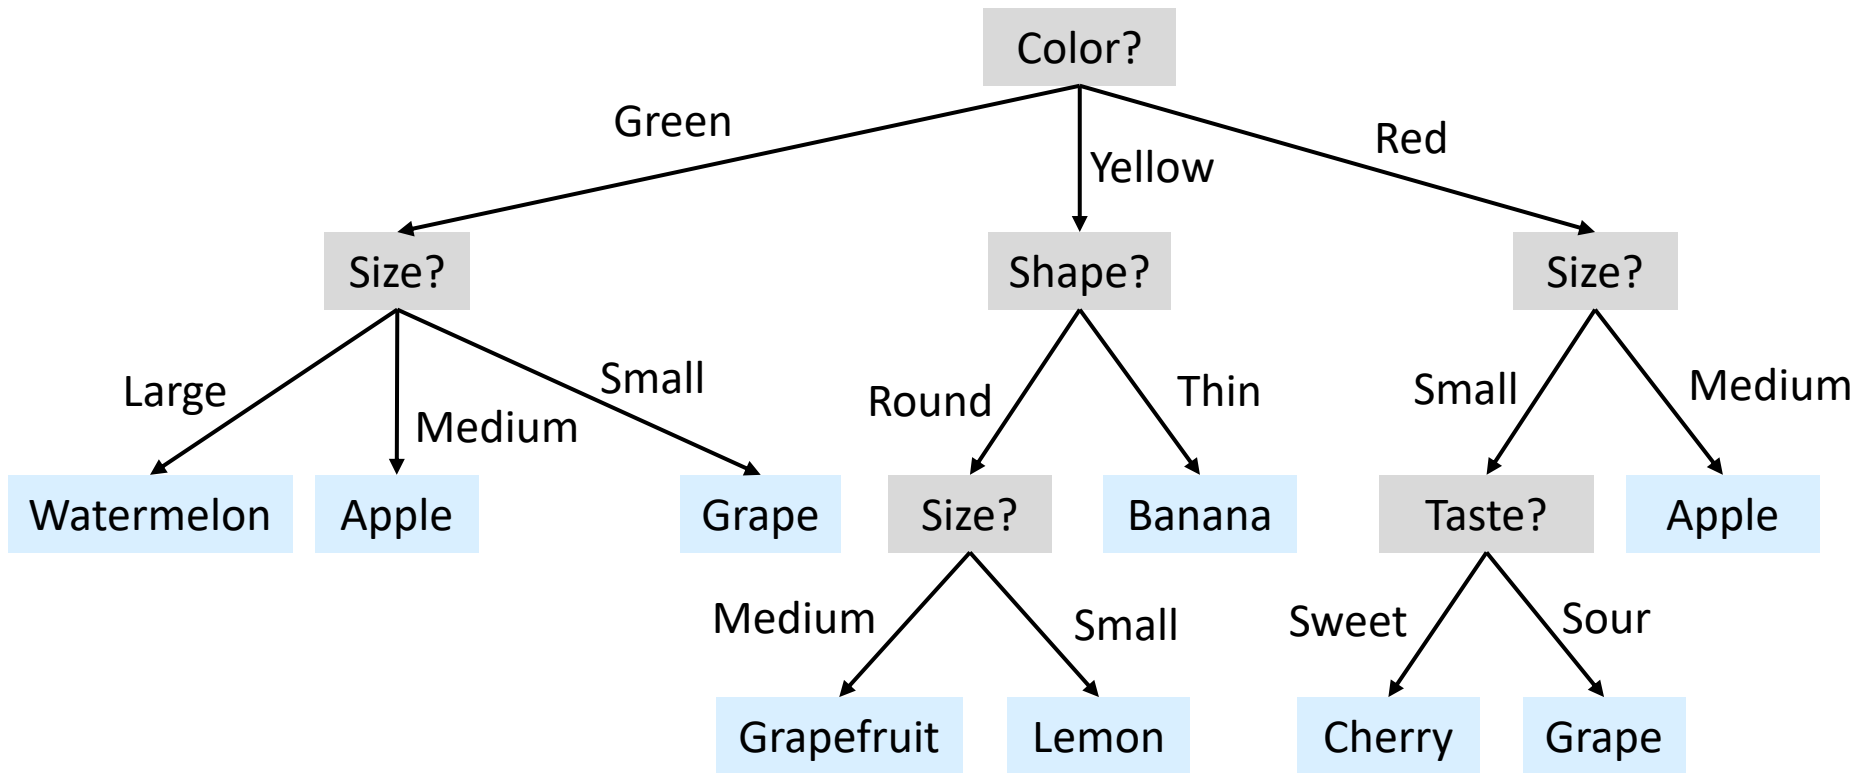 Color?
Green
Yellow
Red
Size?
Shape?
Size?
Large
Medium
Small
Round
Thin
Small
Medium
Watermelon
Apple
Grape
Size?
Banana
Taste?
Apple
Medium
Small
Sweet
Sour
Grapefruit
Lemon
Cherry
Grape